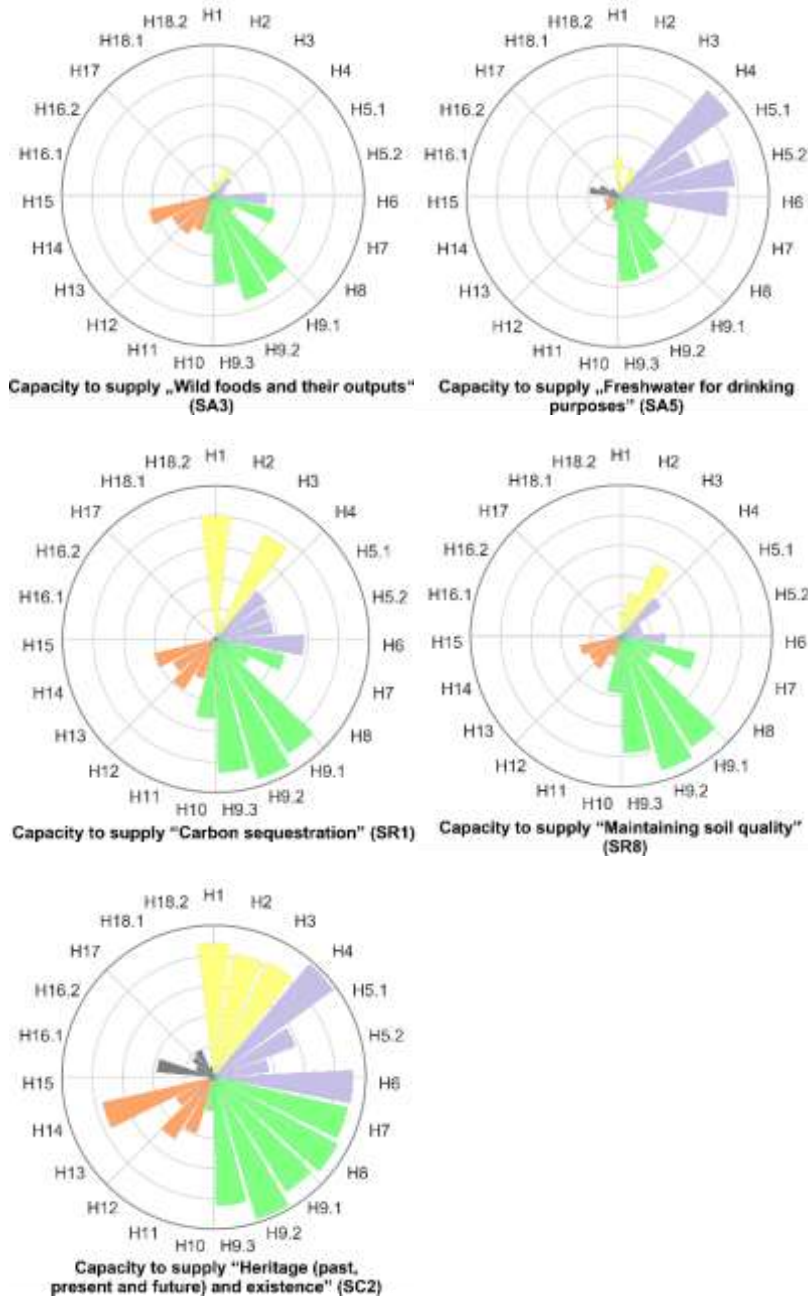 H1
H2
H3
H4
H5.1
H5.2
H6
H7
H8
H9.1
H9.2
H9.3
H10
H11
H12
H13
H14
H15
H16.1
H16.2
H17
H18.1
H18.2
Capacity to supply „Wild foods and their outputs“
(SA3)
H1
H2
H3
H4
H5.1
H5.2
H6
H7
H8
H9.1
H9.2
H9.3
H10
H11
H12
H13
H14
H15
H16.1
H16.2
H17
H18.1
H18.2
Capacity to supply „Freshwater for drinking
purposes” (SA5)
H1
H2
H3
H4
H5.1
H5.2
H6
H7
H8
H9.1
H9.2
H9.3
H10
H11
H12
H13
H14
H15
H16.1
H16.2
H17
H18.1
H18.2
Capacity to supply “Carbon sequestration” (SR1)
H1
H2
H3
H4
H5.1
H5.2
H6
H7
H8
H9.1
H9.2
H9.3
H10
H11
H12
H13
H14
H15
H16.1
H16.2
H17
H18.1
H18.2
Capacity to supply “Maintaining soil quality”
(SR8)
H1
H2
H3
H4
H5.1
H5.2
H6
H7
H8
H9.1
H9.2
H9.3
H10
H11
H12
H13
H14
H15
H16.1
H16.2
H17
H18.1
H18.2
Capacity to supply “Heritage (past,
present and future) and existence” (SC2)